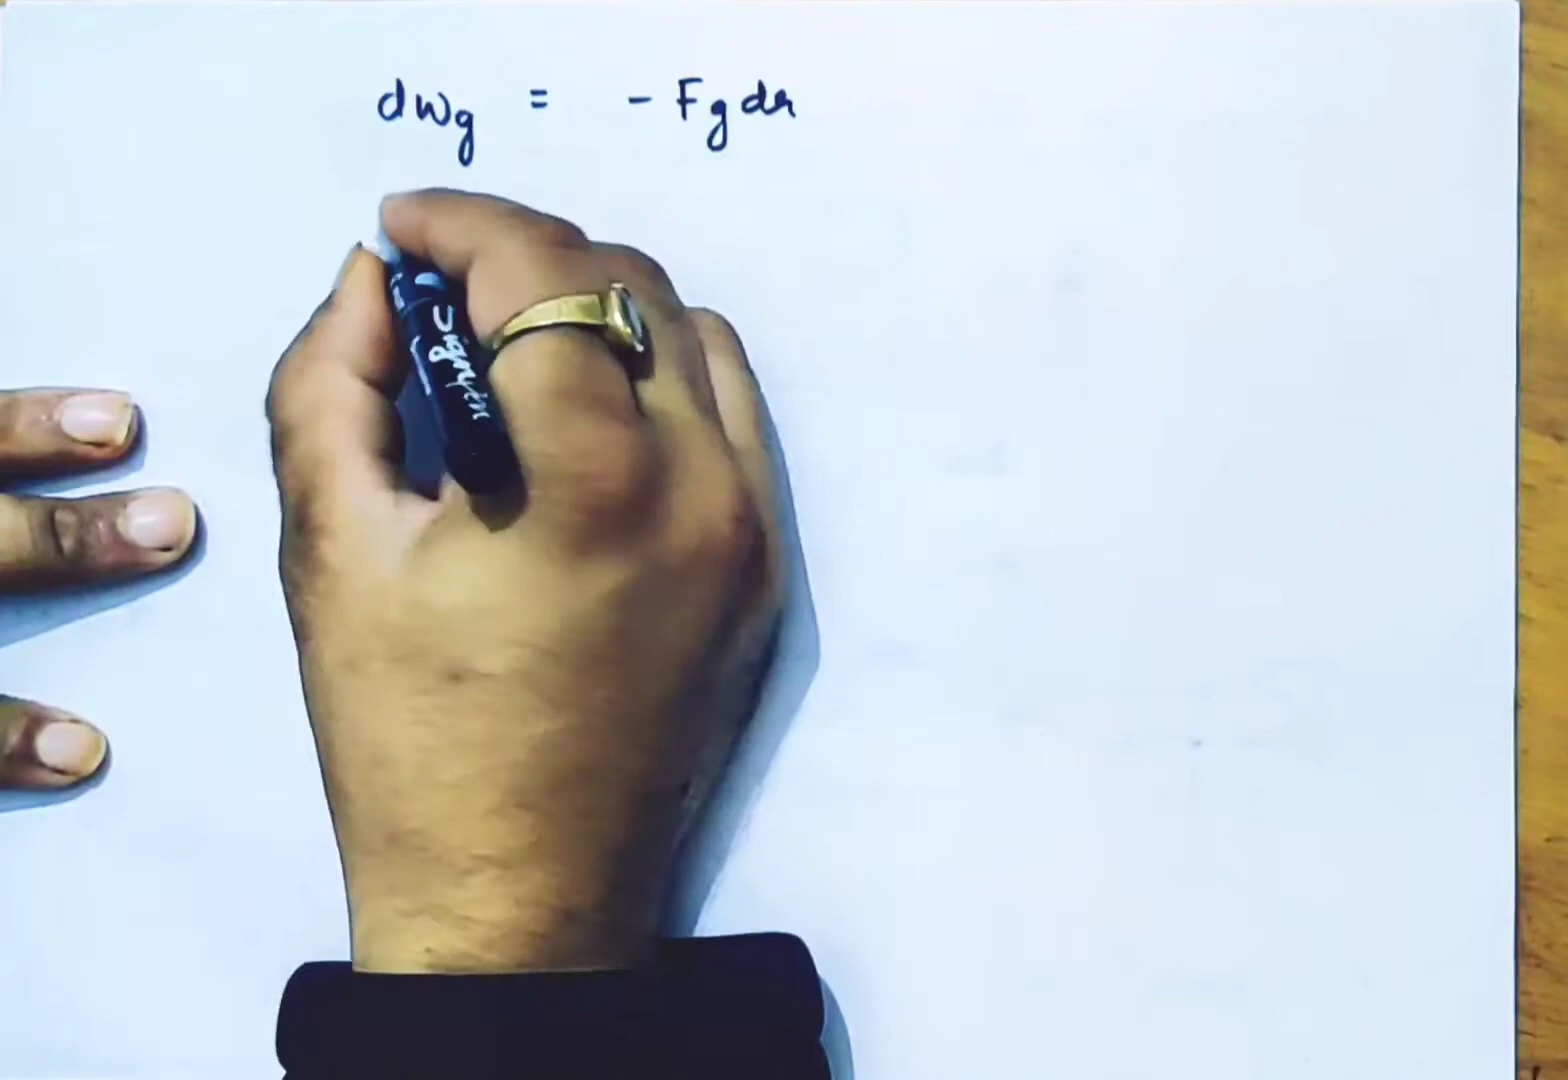 dwg = - Fg dr